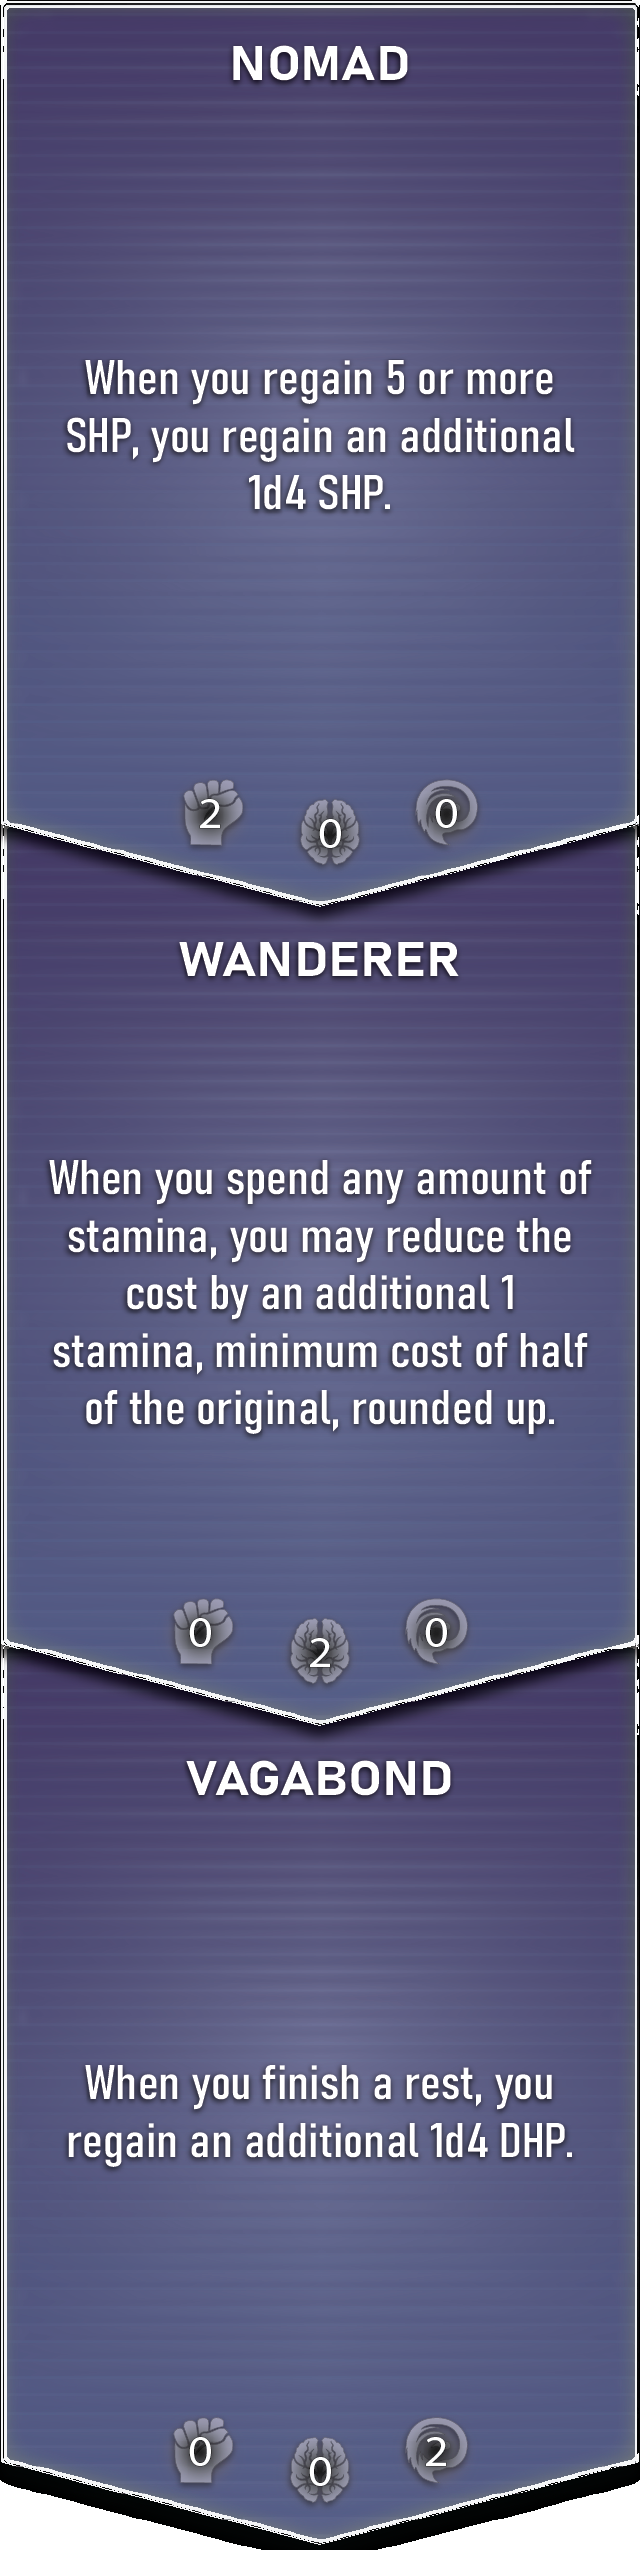 NOMAD
When you regain 5 or more
SHP, you regain an additional
1d4 SHP.
2 0 0
WANDERER
When you spend any amount of
stamina, you may reduce the
cost by an additional 1
stamina, minimum cost of half
of the original, rounded up.
0 2 0
VAGABOND
When you finish a rest, you
regain an additional 1d4 DHP.
0 0 2